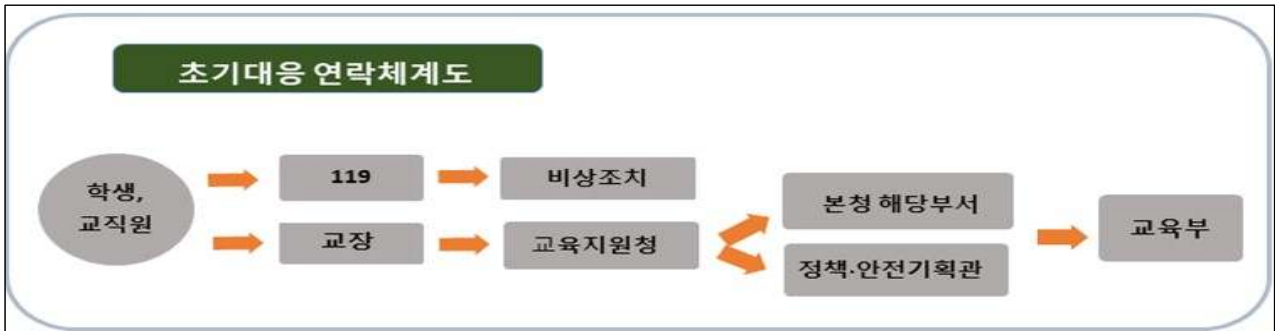 초기대응 연락체계도
학생,
교직원
119
비상조치
교장
교육지원청
본청 해당부서
정책·안전기획관
교육부